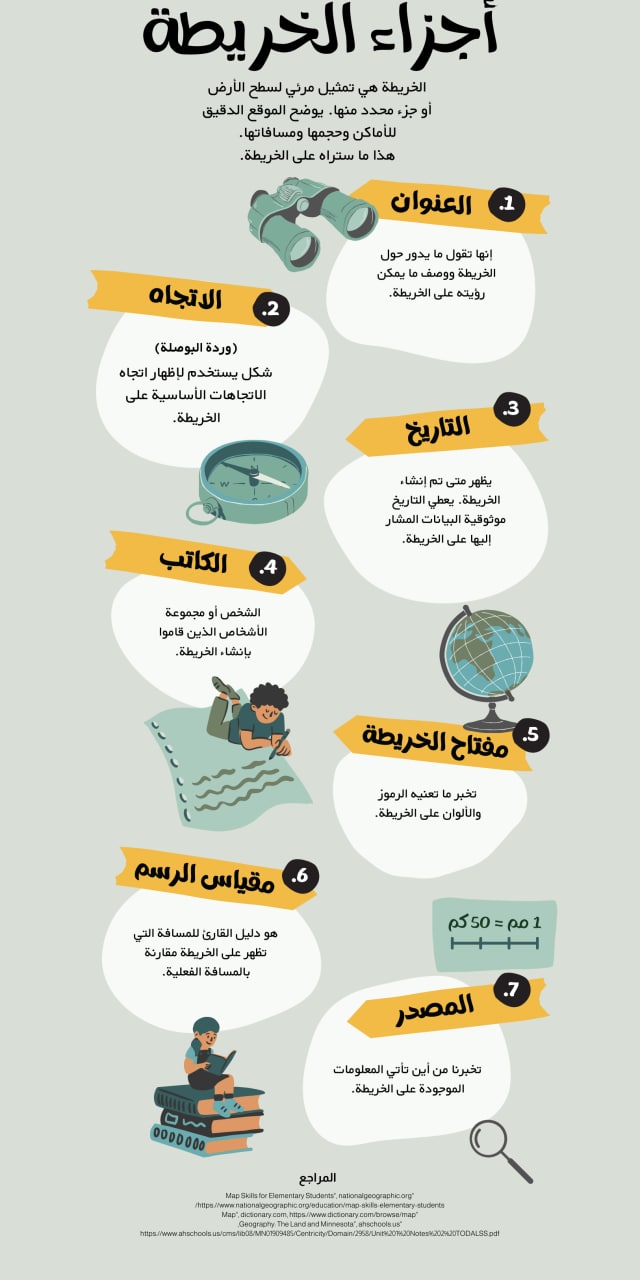 أجزاء الخريطة
الخريطة هي تمثيل مرئي لسطح الأرض
أو جزء محدد منها. يوضح الموقع الدقيق
للأماكن وحجمها ومسافاتها.
هذا ما ستراه على الخريطة.
1. العنوان
إنها تقول ما يدور حول
الخريطة ووصف ما يمكن
رؤيته على الخريطة.
2. الاتجاه
(وردة البوصلة)
شكل يستخدم لإظهار اتجاه
الاتجاهات الأساسية على
الخريطة.
W
S
E
3. التاريخ
يظهر متى تم إنشاء
الخريطة. يعطي التاريخ
موثوقية البيانات المشار
إليها على الخريطة.
4. الكاتب
الشخص أو مجموعة
الأشخاص الذين قاموا
بإنشاء الخريطة.
5. مفتاح الخريطة
تخبر ما تعنيه الرموز
والألوان على الخريطة.
6. مقياس الرسم
هو دليل القارئ للمسافة التي
تظهر على الخريطة مقارنة
بالمسافة الفعلية.
1 مم = 50 كم
7. المصدر
تخبرنا من أين تأتي المعلومات
الموجودة على الخريطة.
المراجع
Map Skills for Elementary Students", nationalgeographic.org"
/https://www.nationalgeographic.org/education/map-skills-elementary-students
Map", dictionary.com, https://www.dictionary.com/browse/map"
,Geography. The Land and Minnesota", ahschools.us"
https://www.ahschools.us/cms/lib08/MN01909485/Centricity/Domain/2958/Unit%201%20Notes%202%20TODALSS.pdf